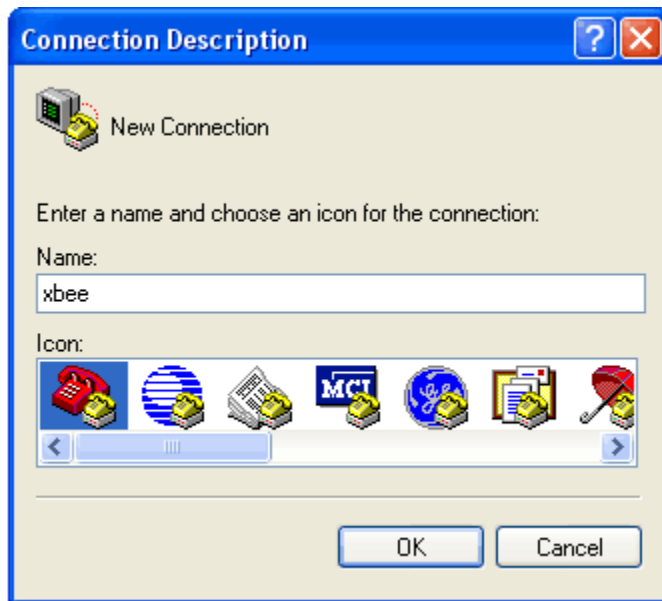 Connection Description
New Connection
Enter a name and choose an icon for the connection:
Name:
xbee
Icon:
MCI
OK
Cancel